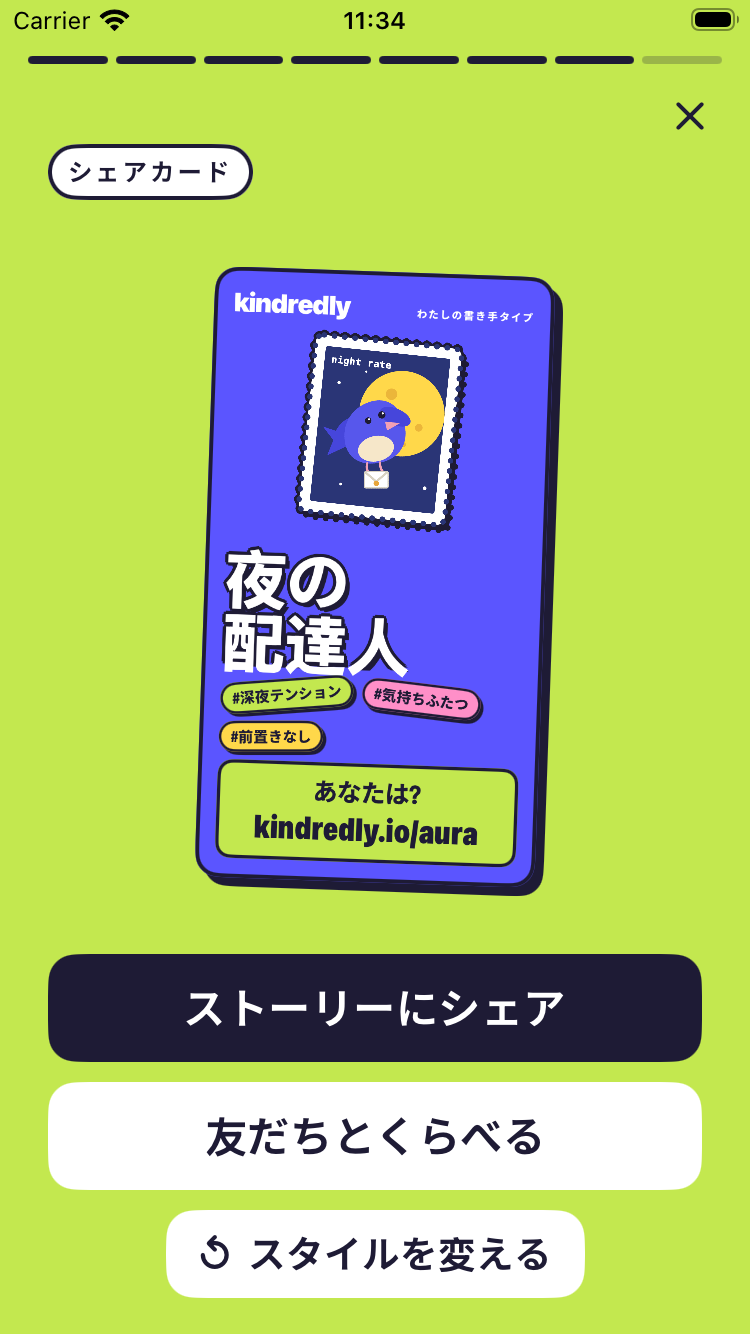 Carrier
11:34
シェアカード
kindredly
わたしの書き手タイプ
night rate
夜の
配達人
#深夜テンション
#気持ちふたつ
#前置きなし
あなたは?
kindredly.io/aura
ストーリーにシェア
友だちとくらべる
スタイルを変える